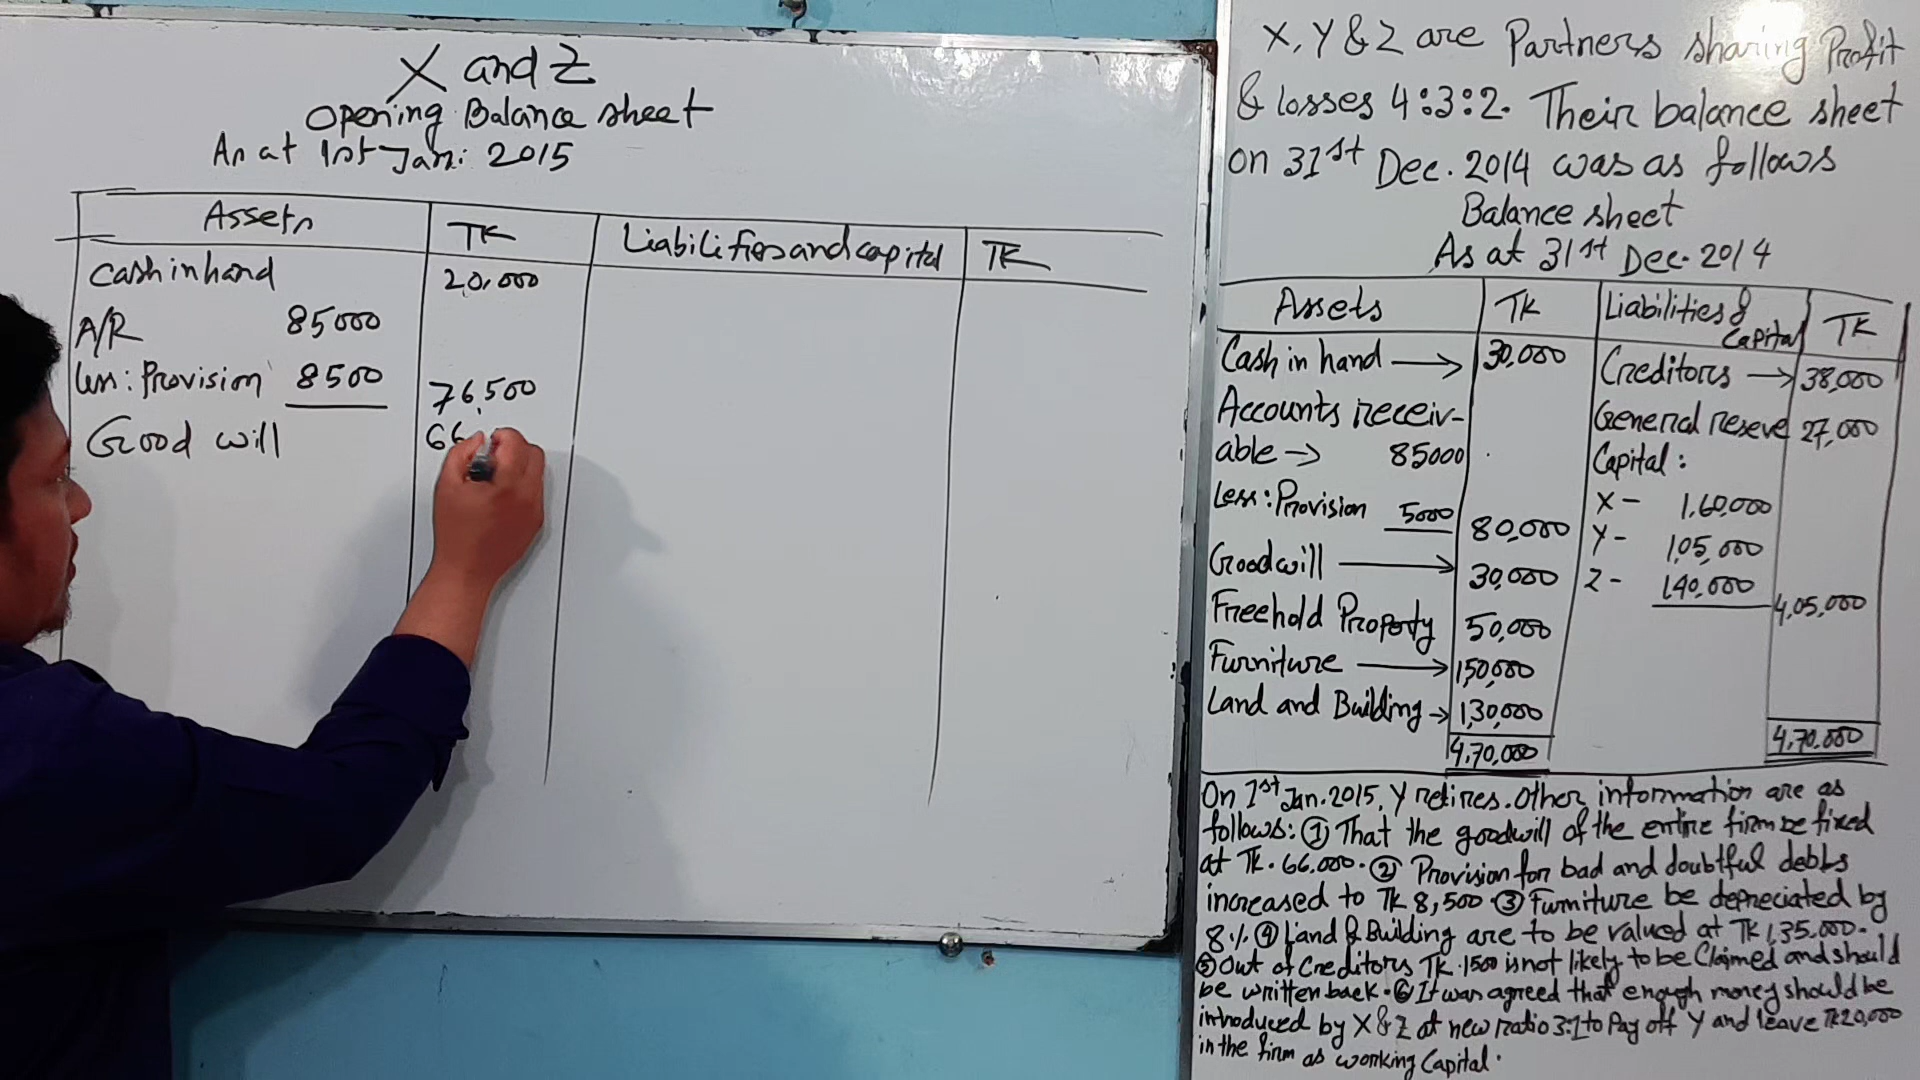 X and Z
Opening Balance sheet
As at 1st Jan: 2015
Assets TK Liabilities and capital TK
Cash in hand 20,000
A/R 85000
Less: Provision 8500 76,500
Good will 66
X, Y & Z are Partners sharing Profit
& losses 4:3:2. Their balance sheet
on 31st Dec. 2014 was as follows
Balance sheet
As at 31st Dec. 2014
Assets TK Liabilities & Capital TK
Cash in hand → 30,000 Creditors → 38,000
Accounts receiv- General reseve 27,000
able → 85000 Capital:
Less: Provision 5000 80,000 X - 1,60,000
Goodwill → 30,000 Y - 1,05,000
Freehold Property 50,000 Z - 1,40,000 4,05,000
Furniture → 1,50,000
Land and Building → 1,30,000
4,70,000 4,70,000
On 1st Jan. 2015, Y retires. Other information are as
follows: ① That the goodwill of the entire firm be fixed
at TK. 66,000. ② Provision for bad and doubtful debts
increased to TK 8,500 ③ Furniture be depreciated by
8% ④ Land & Building are to be valued at TK 1,35,000.
⑤ Out of Creditors TK. 1500 is not likely to be Claimed and should
be written back. ⑥ It was agreed that enough money should be
introduced by X & Z at new ratio 3:1 to Pay off Y and leave TK 20,000
in the firm as working Capital.